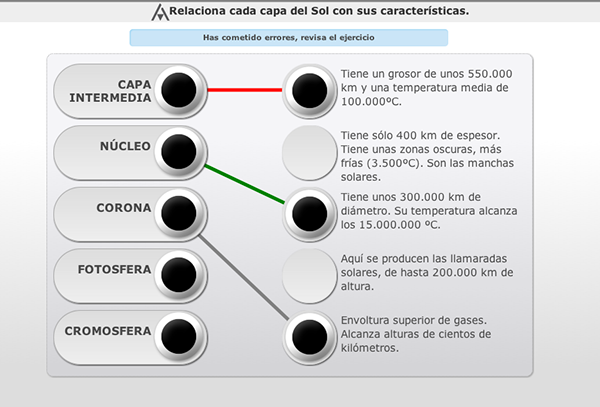 Relaciona cada capa del Sol con sus características.
Has cometido errores, revisa el ejercicio
CAPA
INTERMEDIA
Tiene un grosor de unos 550.000
km y una temperatura media de
100.000ºC.
NÚCLEO
Tiene sólo 400 km de espesor.
Tiene unas zonas oscuras, más
frías (3.500ºC). Son las manchas
solares.
CORONA
Tiene unos 300.000 km de
diámetro. Su temperatura alcanza
los 15.000.000 ºC.
FOTOSFERA
Aquí se producen las llamaradas
solares, de hasta 200.000 km de
altura.
CROMOSFERA
Envoltura superior de gases.
Alcanza alturas de cientos de
kilómetros.